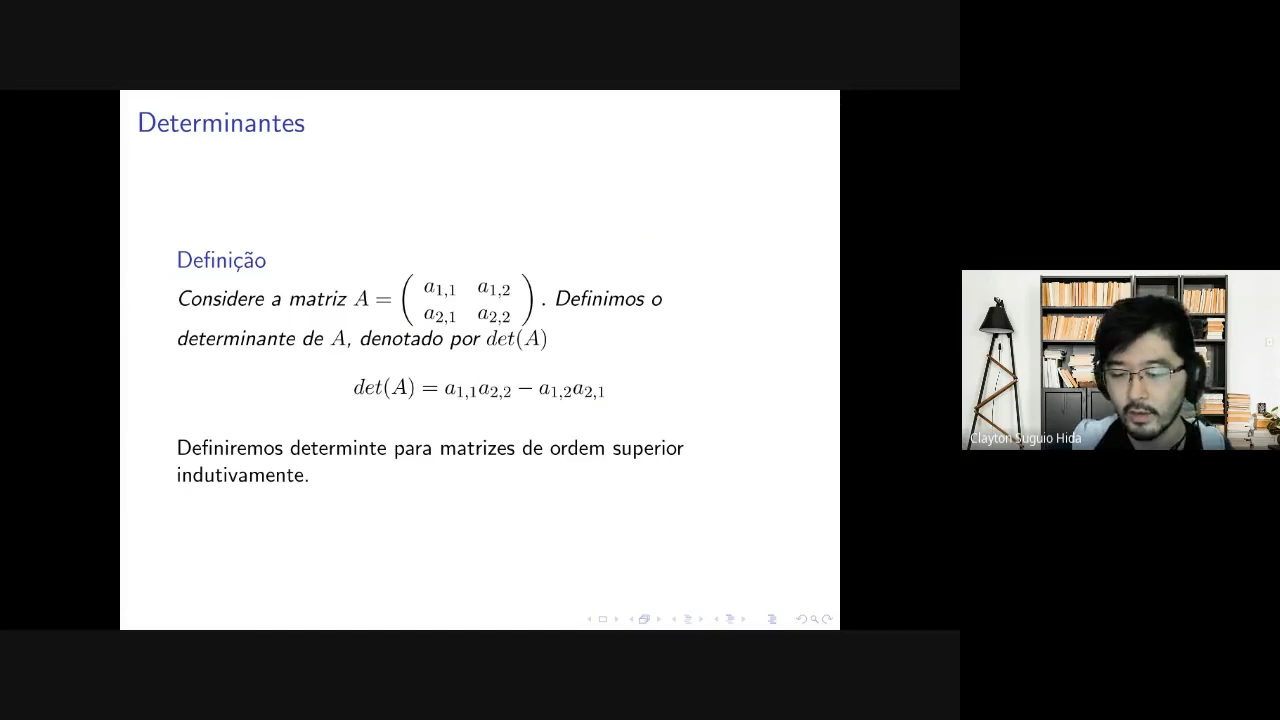 Determinantes
Definição
Considere a matriz A = ( a1,1 a1,2
a2,1 a2,2 ) . Definimos o
determinante de A, denotado por det(A)
det(A) = a1,1a2,2 − a1,2a2,1
Definiremos determinte para matrizes de ordem superior
indutivamente.
Clayton Suguio Hida